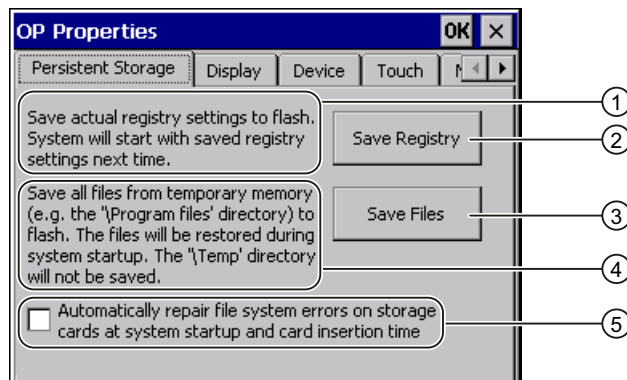 OP Properties OK ×
Persistent Storage Display Device Touch
Save actual registry settings to flash.
System will start with saved registry
settings next time.
Save Registry
Save all files from temporary memory
(e.g. the '\Program files' directory) to
flash. The files will be restored during
system startup. The '\Temp' directory
will not be saved.
Save Files
Automatically repair file system errors on storage
cards at system startup and card insertion time
1
2
3
4
5